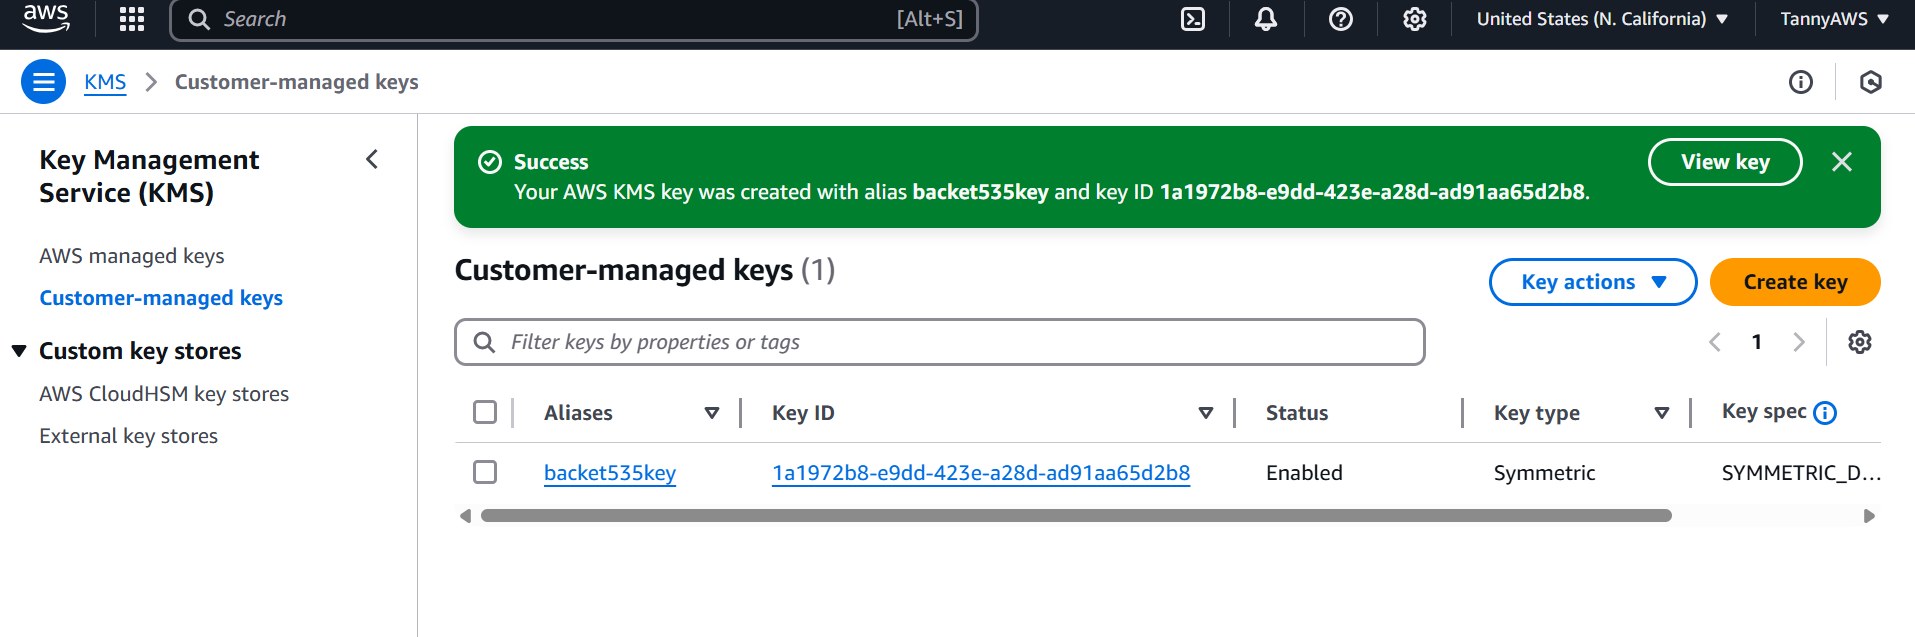 aws
Search [Alt+S]
United States (N. California)
TannyAWS
KMS
Customer-managed keys
Key Management
Service (KMS)
AWS managed keys
Customer-managed keys
Custom key stores
AWS CloudHSM key stores
External key stores
Success
Your AWS KMS key was created with alias backet535key and key ID 1a1972b8-e9dd-423e-a28d-ad91aa65d2b8.
View key
Customer-managed keys (1)
Key actions
Create key
Filter keys by properties or tags
1
Aliases Key ID Status Key type Key spec
backet535key 1a1972b8-e9dd-423e-a28d-ad91aa65d2b8 Enabled Symmetric SYMMETRIC_D...